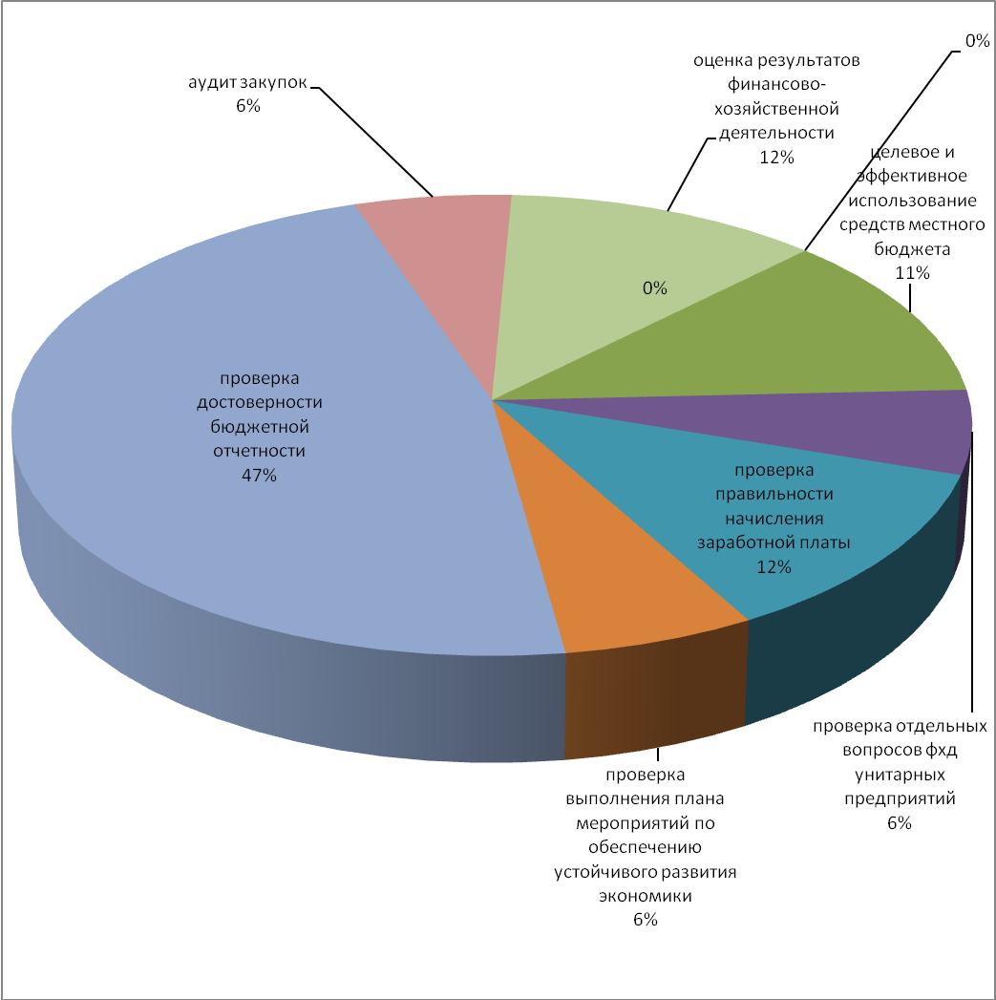 0%
оценка результатов
финансово-
хозяйственной
деятельности
12%
аудит закупок
6%
целевое и
эффективное
использование
средств местного
бюджета
11%
0%
проверка
достоверности
бюджетной
отчетности
47%
проверка
правильности
начисления
заработной платы
12%
проверка отдельных
вопросов фхд
унитарных
предприятий
6%
проверка
выполнения плана
мероприятий по
обеспечению
устойчивого развития
экономики
6%